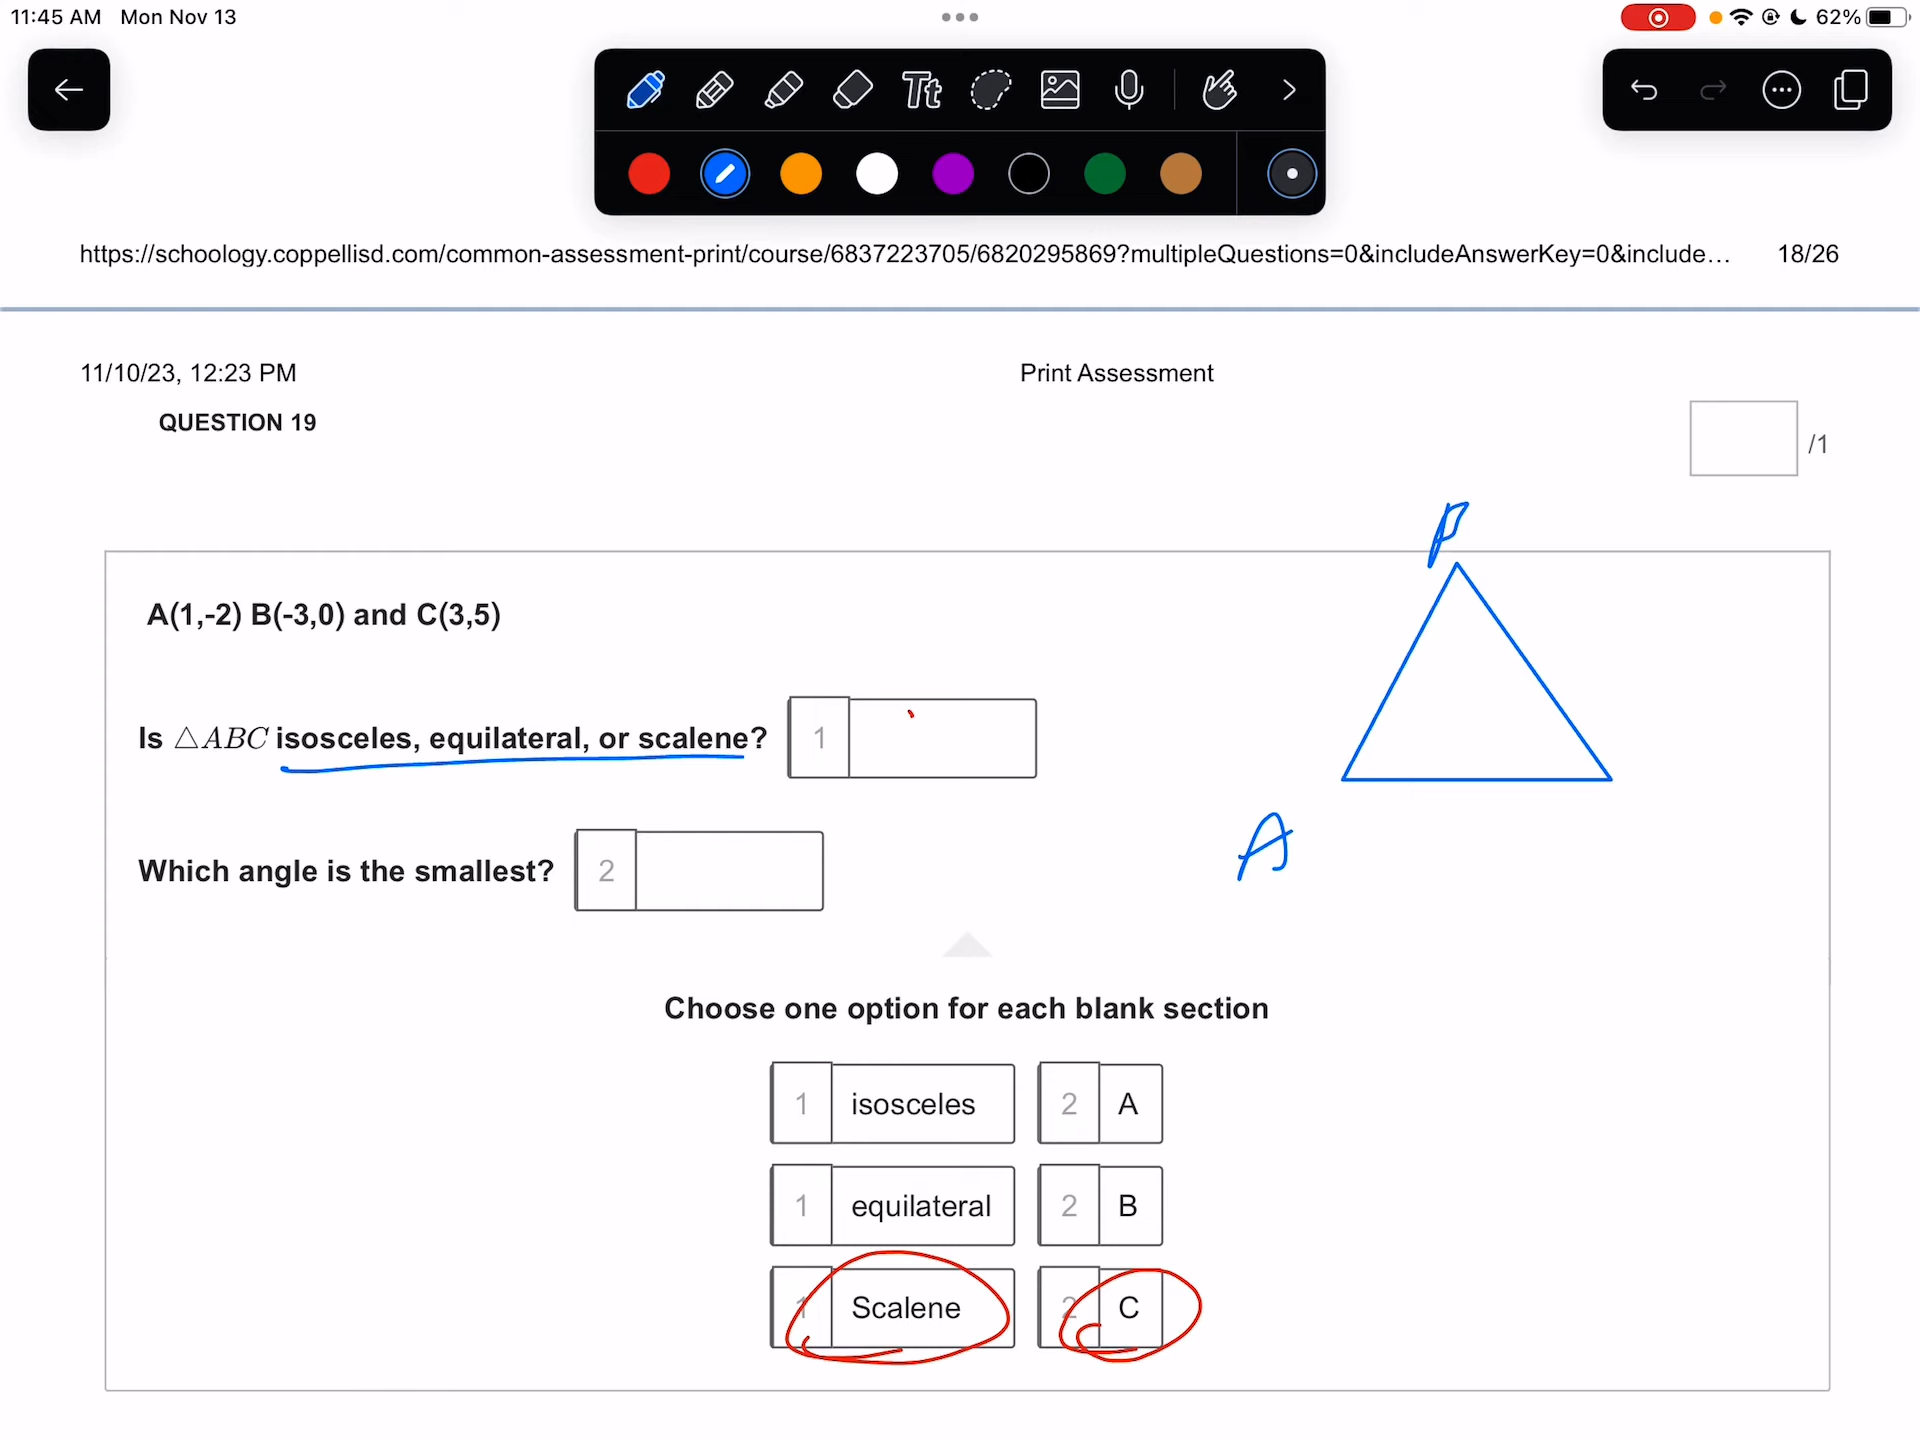 11:45 AM Mon Nov 13
62%
Tt
https://schoology.coppellisd.com/common-assessment-print/course/6837223705/6820295869?multipleQuestions=0&includeAnswerKey=0&include... 18/26
11/10/23, 12:23 PM Print Assessment
QUESTION 19
/1
B
A(1,-2) B(-3,0) and C(3,5)
Is △ABC isosceles, equilateral, or scalene? 1
A
Which angle is the smallest? 2
Choose one option for each blank section
1 isosceles 2 A
1 equilateral 2 B
1 Scalene 2 C